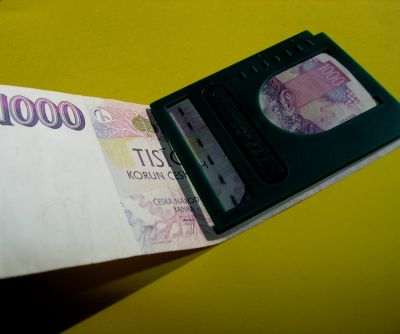 1000
TISÍC
KORUN ČESKÝCH
ČESKÁ NÁRODNÍ
BANKA
1000